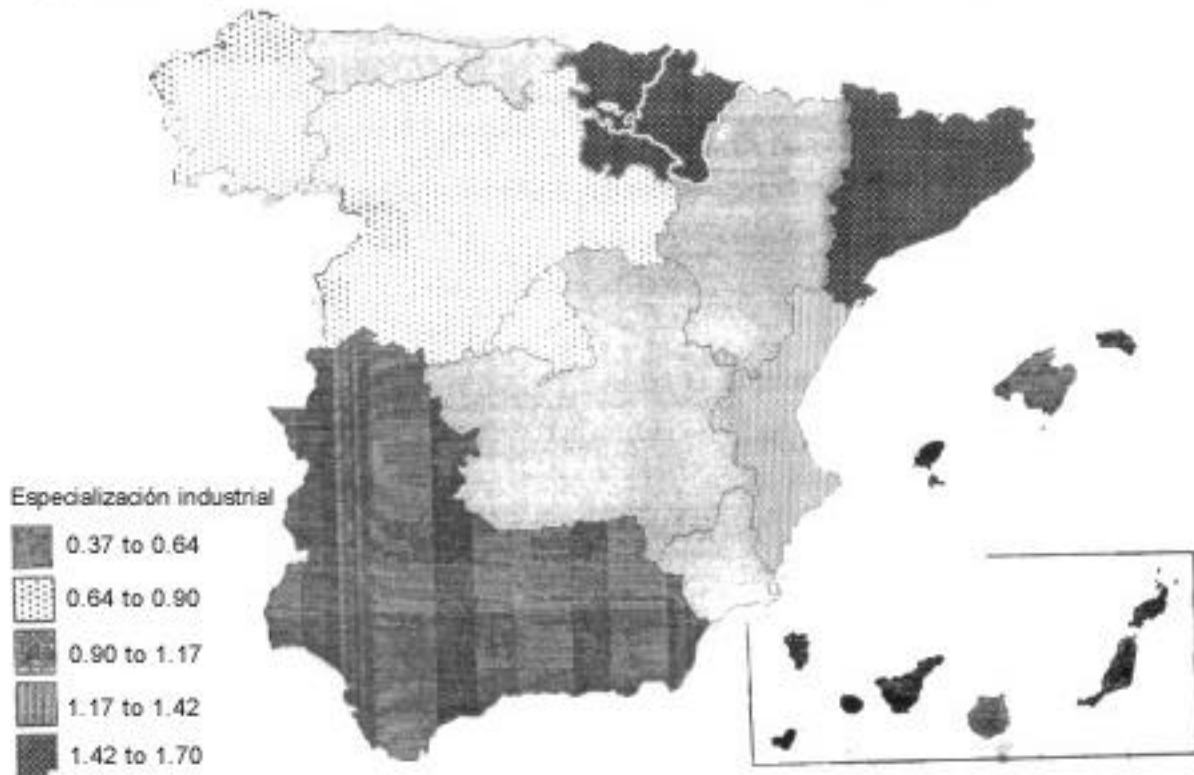 Especialización industrial
0.37 to 0.64
0.64 to 0.90
0.90 to 1.17
1.17 to 1.42
1.42 to 1.70